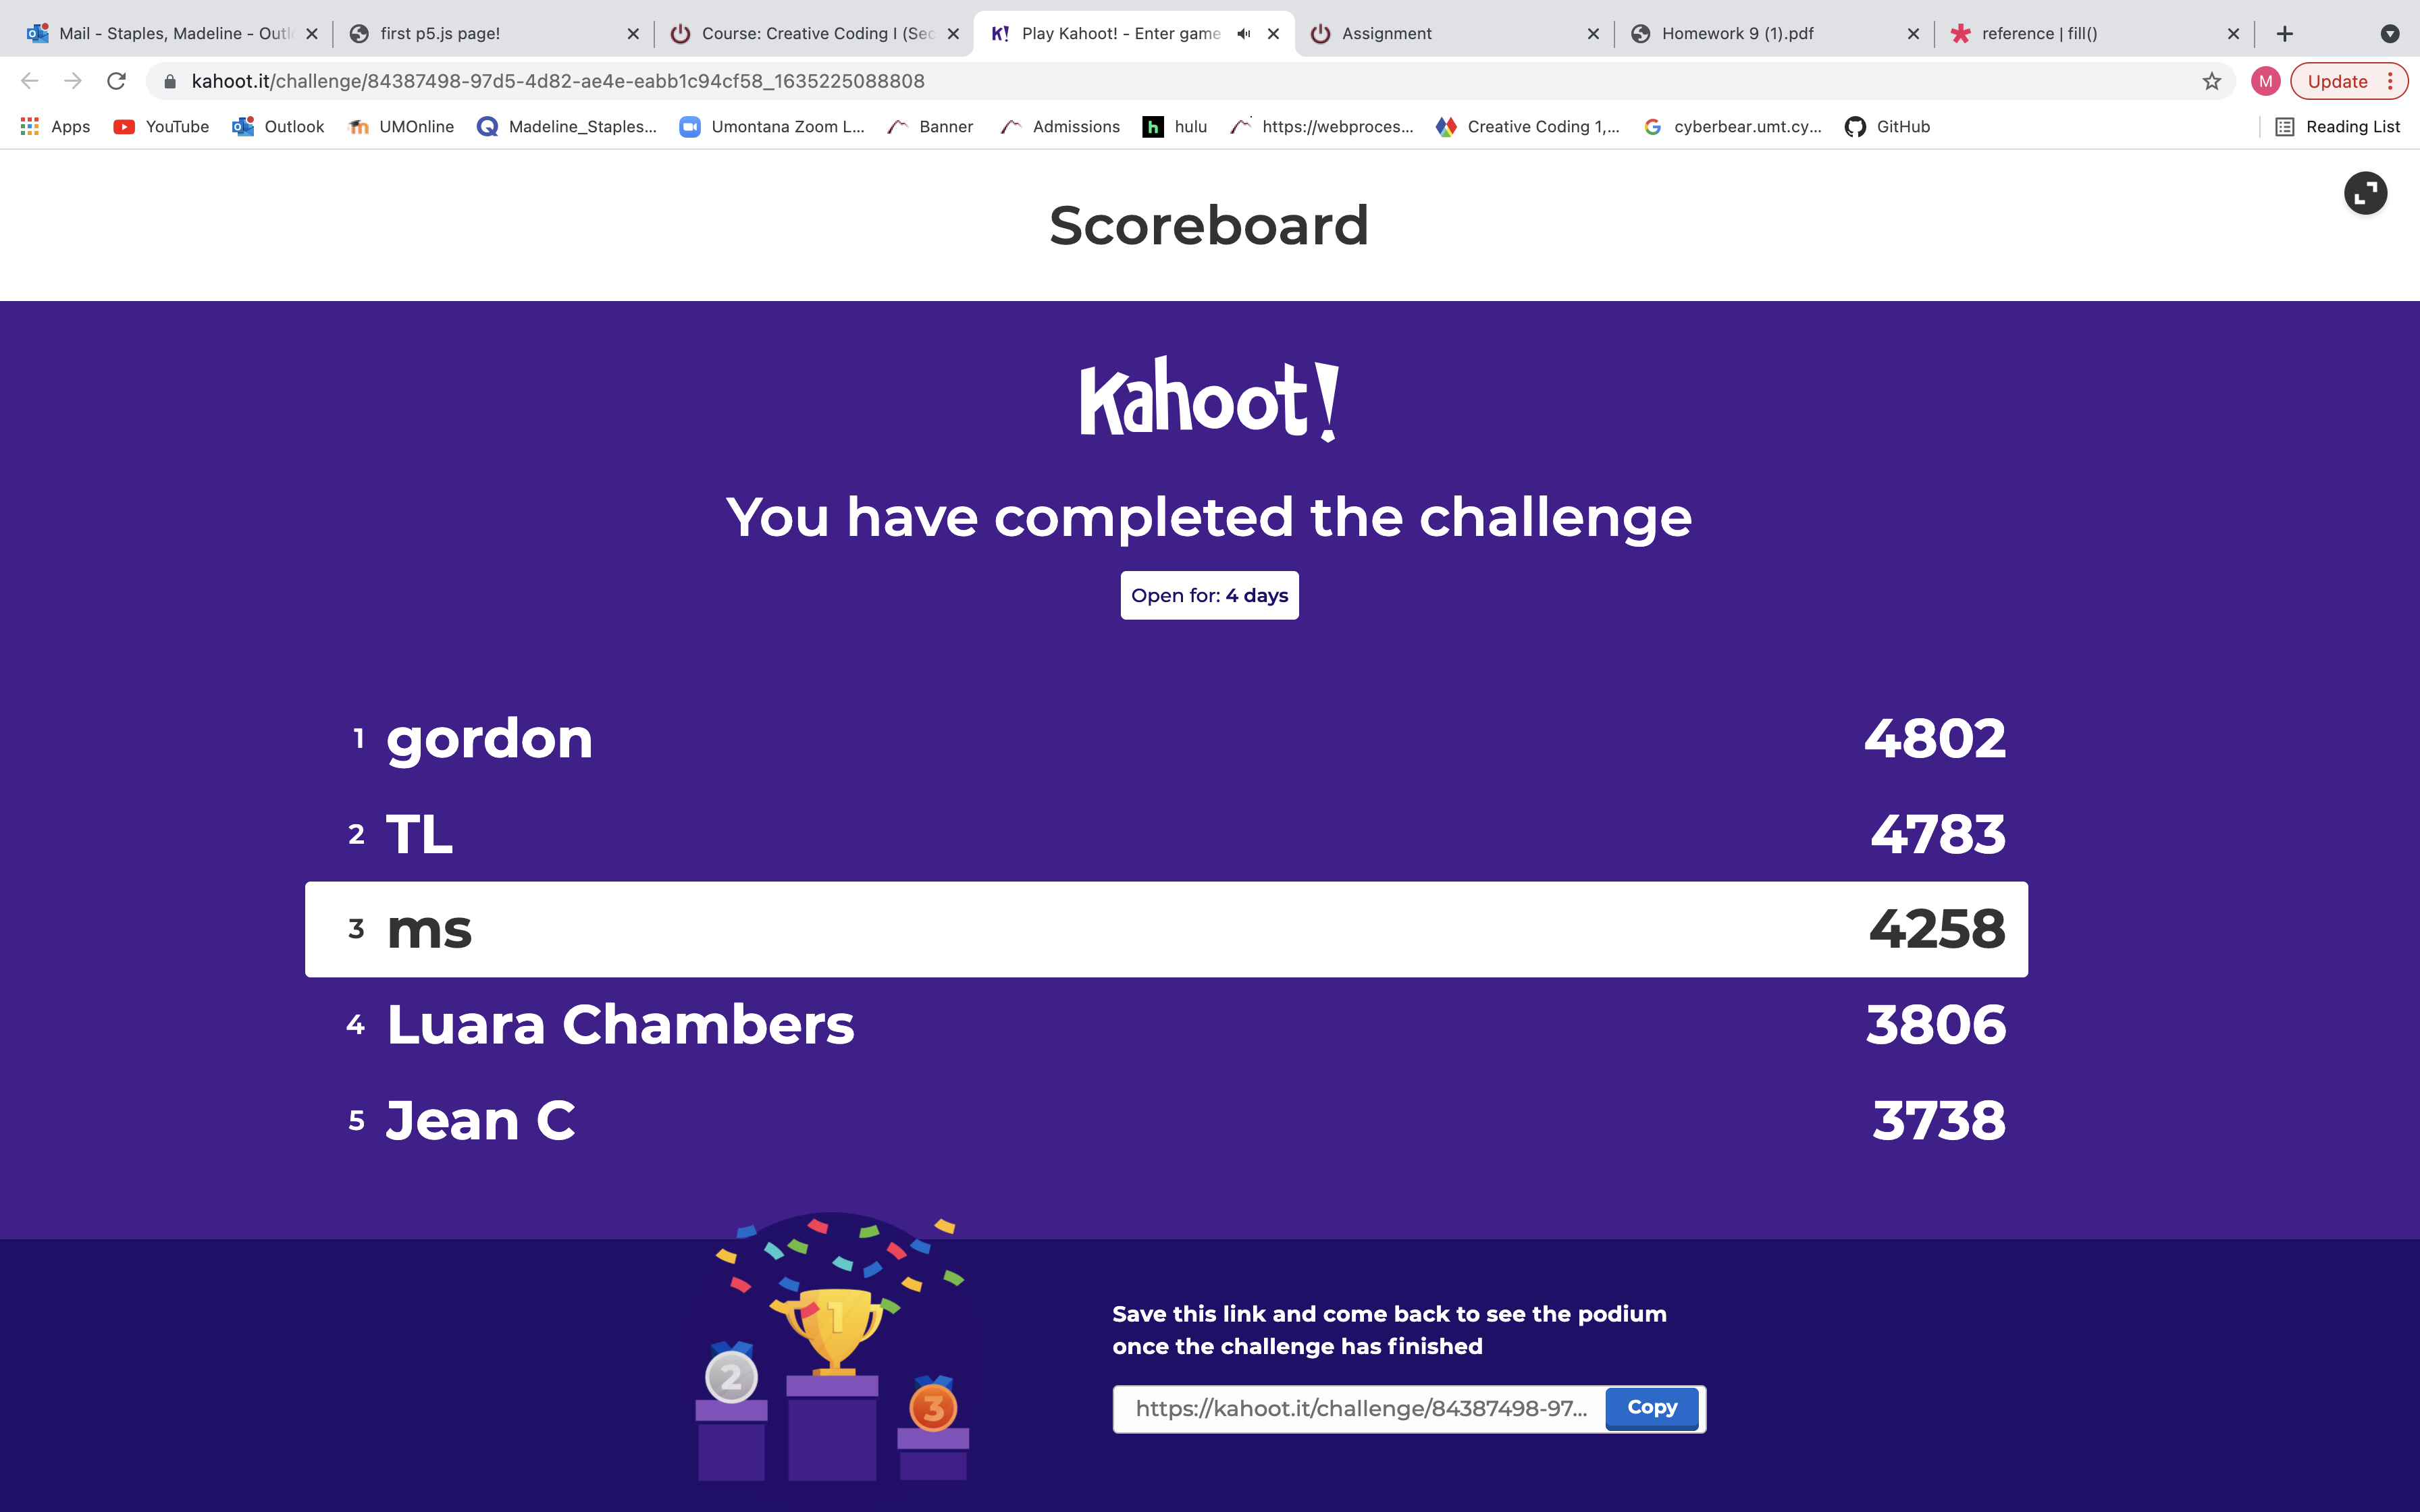 Mail - Staples, Madeline - Outl
first p5.js page!
Course: Creative Coding I (Sec
K! Play Kahoot! - Enter game
Assignment
Homework 9 (1).pdf
reference | fill()
kahoot.it/challenge/84387498-97d5-4d82-ae4e-eabb1c94cf58_1635225088808
M
Update
Apps
YouTube
Outlook
UMOnline
Madeline_Staples...
Umontana Zoom L...
Banner
Admissions
h hulu
https://webproces...
Creative Coding 1,...
cyberbear.umt.cy...
GitHub
Reading List
Scoreboard
Kahoot!
You have completed the challenge
Open for: 4 days
1 gordon 4802
2 TL 4783
3 ms 4258
4 Luara Chambers 3806
5 Jean C 3738
1
2
3
Save this link and come back to see the podium
once the challenge has finished
https://kahoot.it/challenge/84387498-97... Copy